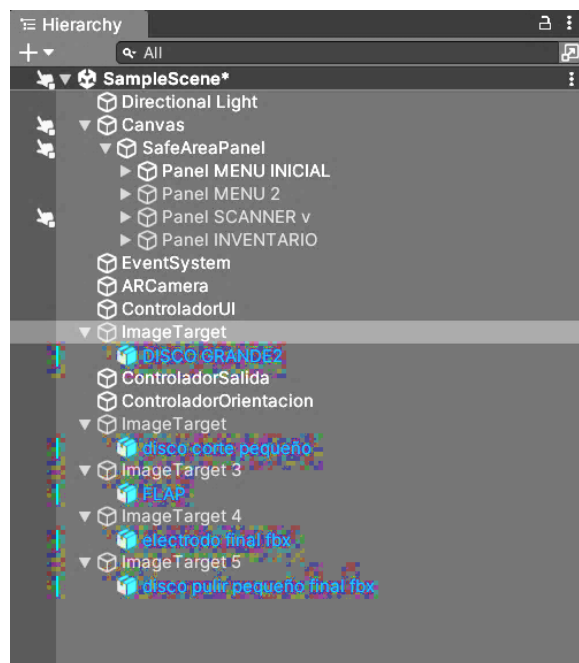 Hierarchy
All
SampleScene*
Directional Light
Canvas
SafeAreaPanel
Panel MENU INICIAL
Panel MENU 2
Panel SCANNER v
Panel INVENTARIO
EventSystem
ARCamera
ControladorUI
ImageTarget
DISCO GRANDE2
ControladorSalida
ControladorOrientacion
ImageTarget
disco corte pequeño
ImageTarget 3
FLAP
ImageTarget 4
electrodo final fbx
ImageTarget 5
disco pulir pequeño final fbx